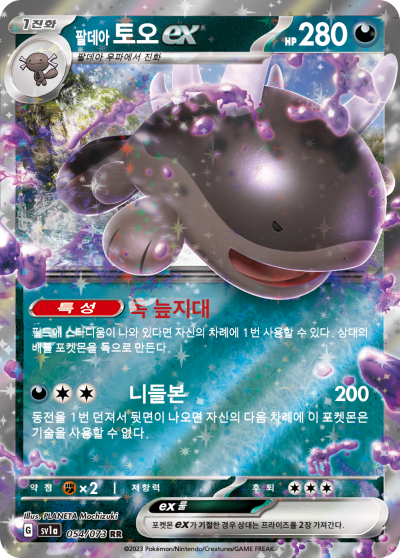 1진화
팔데아 토오 ex HP 280
팔데아 우파에서 진화
특성 독 늪지대
필드에 스타디움이 나와 있다면 자신의 차례에 1번 사용할 수 있다. 상대의
배틀 포켓몬을 독으로 만든다.
니들본 200
동전을 1번 던져서 뒷면이 나오면 자신의 다음 차례에 이 포켓몬은
기술을 사용할 수 없다.
약점 ×2 저항력 후퇴
Illus. PLANETA Mochizuki
G sv1a 054/073 RR
ex 룰
포켓몬 ex가 기절한 경우 상대는 프라이즈를 2장 가져간다.
©2023 Pokémon/Nintendo/Creatures/GAME FREAK.